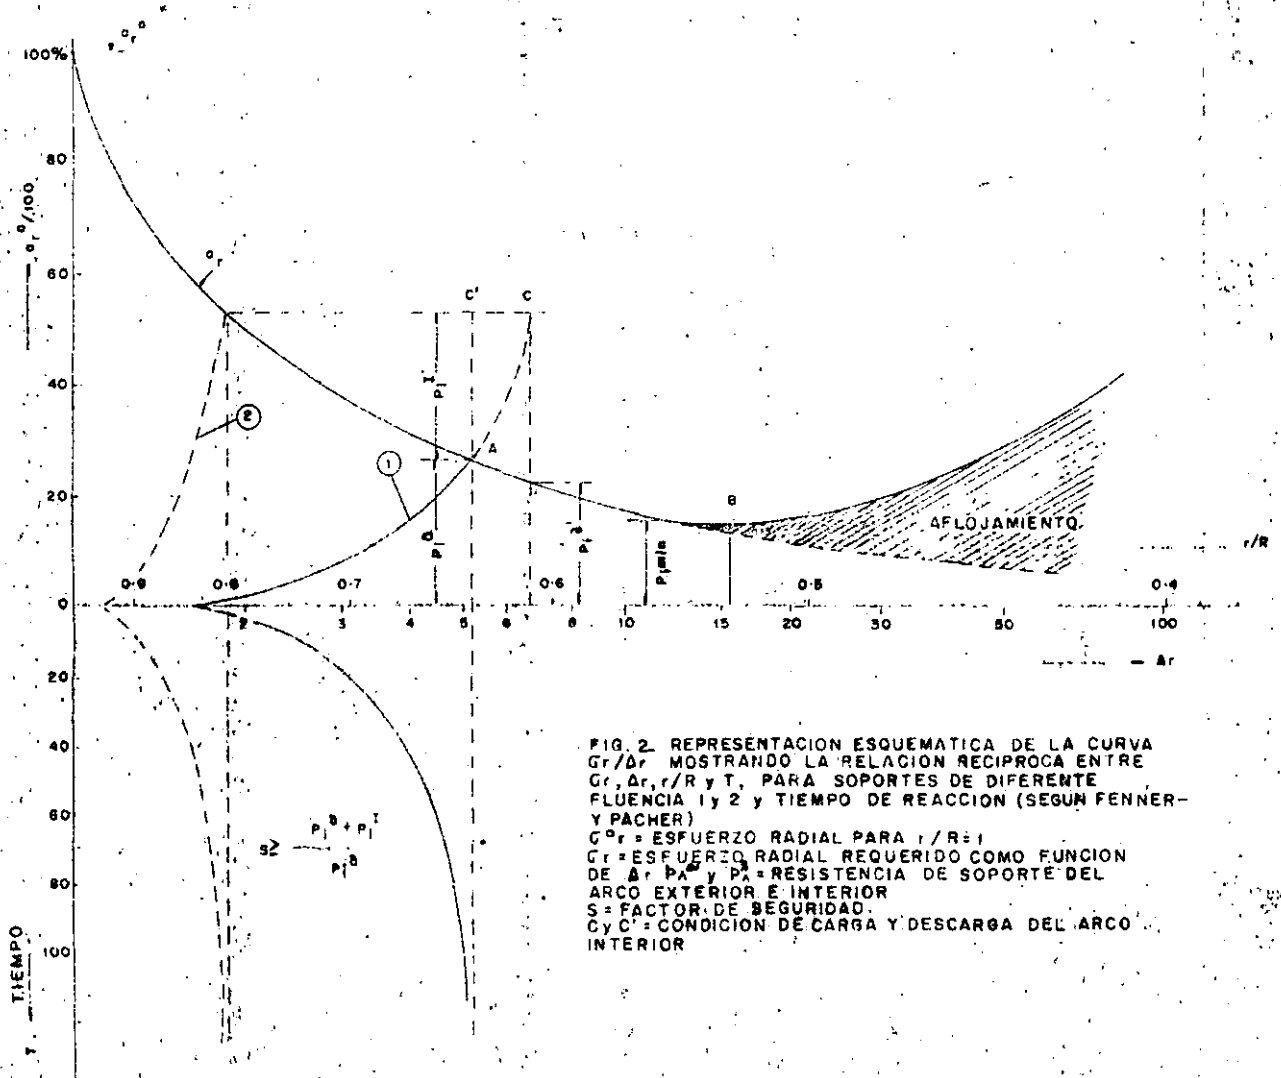 100%
80
60
40
20
0
σr
C'
C
2
1
A
B
AFLOJAMIENTO
r/R
0.9
0.8
0.7
0.6
0.5
0.4
2
3
4
5
6
8
10
15
20
30
50
100
Δr
Pi min
20
40
60
80
100
T. TIEMPO
FIG. 2_ REPRESENTACION ESQUEMATICA DE LA CURVA
Gr/Δr MOSTRANDO LA RELACION RECIPROCA ENTRE
Gr, Δr, r/R y T, PARA SOPORTES DE DIFERENTE
FLUENCIA 1 y 2 y TIEMPO DE REACCION (SEGUN FENNER-
Y PACHER)
G°r = ESFUERZO RADIAL PARA r/R=1
Gr = ESFUERZO RADIAL REQUERIDO COMO FUNCION
DE Δr y = RESISTENCIA DE SOPORTE DEL
ARCO EXTERIOR E INTERIOR
S = FACTOR DE SEGURIDAD.
C y C' = CONDICION DE CARGA Y DESCARGA DEL ARCO
INTERIOR